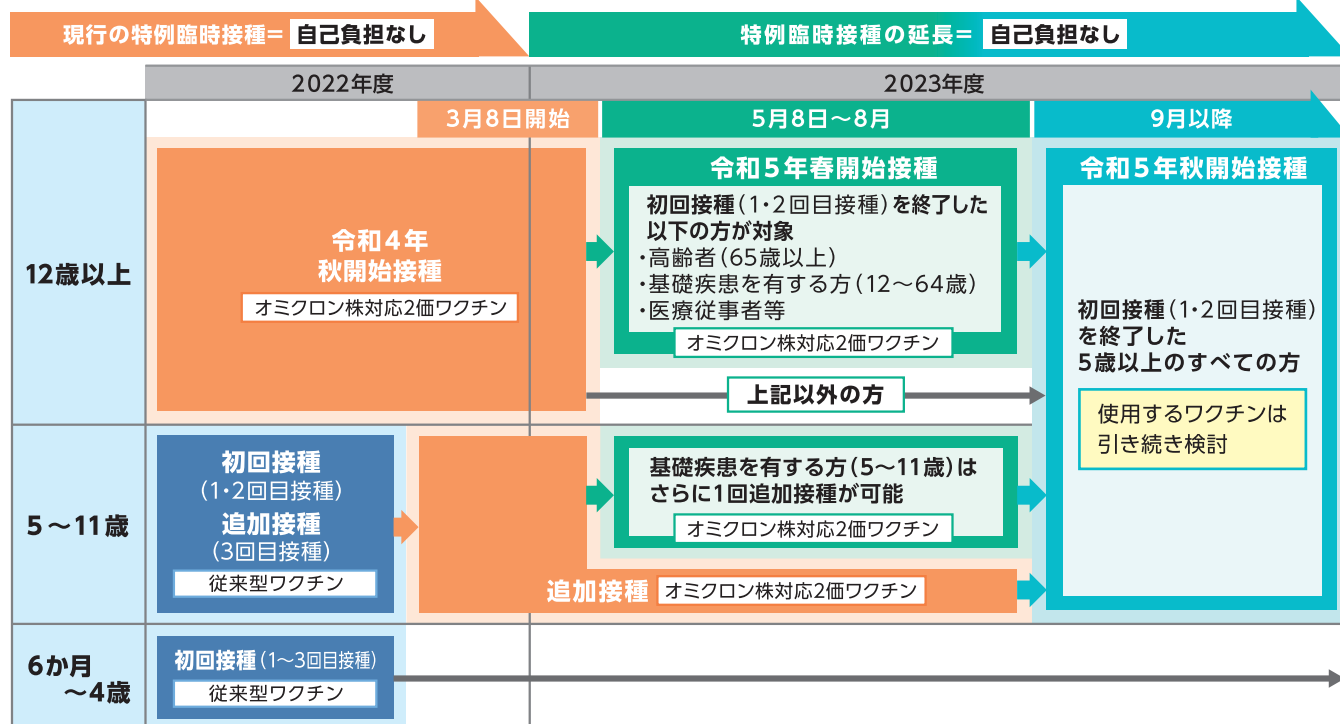 現行の特例臨時接種= 自己負担なし
特例臨時接種の延長= 自己負担なし
2022年度
2023年度
3月8日開始
5月8日～8月
9月以降
12歳以上
令和4年
秋開始接種
オミクロン株対応2価ワクチン
令和5年春開始接種
初回接種(1・2回目接種)を終了した
以下の方が対象
・高齢者(65歳以上)
・基礎疾患を有する方(12～64歳)
・医療従事者等
オミクロン株対応2価ワクチン
上記以外の方
令和5年秋開始接種
初回接種(1・2回目接種)
を終了した
5歳以上のすべての方
使用するワクチンは
引き続き検討
5～11歳
初回接種
(1・2回目接種)
追加接種
(3回目接種)
従来型ワクチン
基礎疾患を有する方(5～11歳)は
さらに1回追加接種が可能
オミクロン株対応2価ワクチン
追加接種 オミクロン株対応2価ワクチン
6か月
～4歳
初回接種(1～3回目接種)
従来型ワクチン